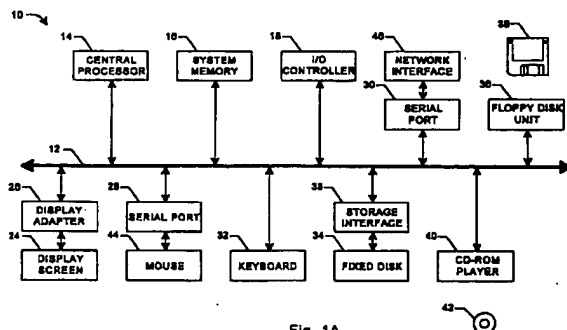 10
14
CENTRAL
PROCESSOR
16
SYSTEM
MEMORY
18
I/O
CONTROLLER
46
NETWORK
INTERFACE
30
SERIAL
PORT
38
36
FLOPPY DISK
UNIT
12
26
DISPLAY
ADAPTER
24
DISPLAY
SCREEN
28
SERIAL PORT
44
MOUSE
32
KEYBOARD
STORAGE
INTERFACE
34
FIXED DISK
40
CD-ROM
PLAYER
42
Fig. 1A